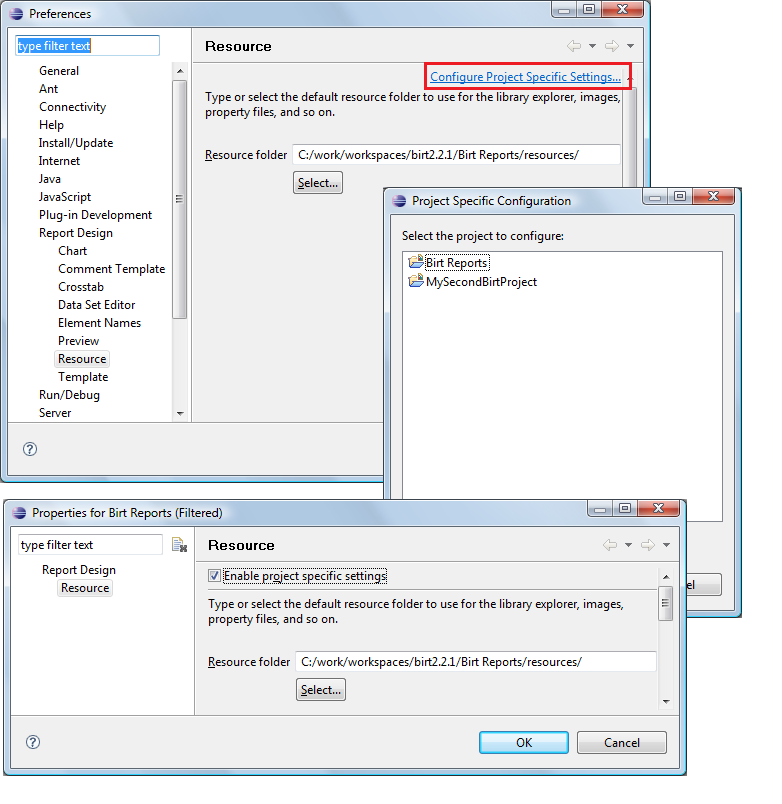 Preferences
type filter text
General
Ant
Connectivity
Help
Install/Update
Internet
Java
JavaScript
Plug-in Development
Report Design
Chart
Comment Template
Crosstab
Data Set Editor
Element Names
Preview
Resource
Template
Run/Debug
Server
Resource
Configure Project Specific Settings...
Type or select the default resource folder to use for the library explorer, images,
property files, and so on.
Resource folder C:/work/workspaces/birt2.2.1/Birt Reports/resources/
Select...
Project Specific Configuration
Select the project to configure:
Birt Reports
MySecondBirtProject
Properties for Birt Reports (Filtered)
type filter text
Report Design
Resource
Resource
Enable project specific settings
Type or select the default resource folder to use for the library explorer, images,
property files, and so on.
Resource folder C:/work/workspaces/birt2.2.1/Birt Reports/resources/
Select...
OK Cancel